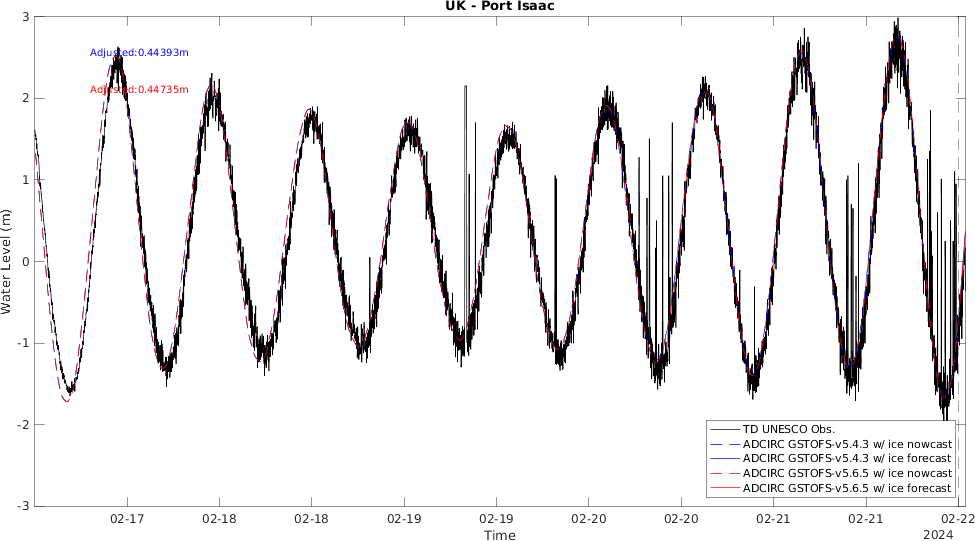 UK - Port Isaac
Adjusted:0.44393m
Adjusted:0.44735m
3
2
1
0
-1
-2
-3
Water Level (m)
TD UNESCO Obs.
ADCIRC GSTOFS-v5.4.3 w/ ice nowcast
ADCIRC GSTOFS-v5.4.3 w/ ice forecast
ADCIRC GSTOFS-v5.6.5 w/ ice nowcast
ADCIRC GSTOFS-v5.6.5 w/ ice forecast
02-17 02-18 02-18 02-19 02-19 02-20 02-20 02-21 02-21 02-22
Time
2024